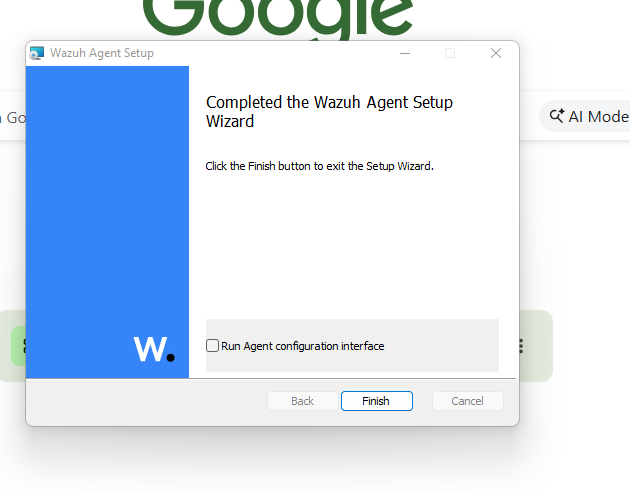 Google
Wazuh Agent Setup
Completed the Wazuh Agent Setup
Wizard
AI Mode
Click the Finish button to exit the Setup Wizard.
W.
Run Agent configuration interface
Back
Finish
Cancel